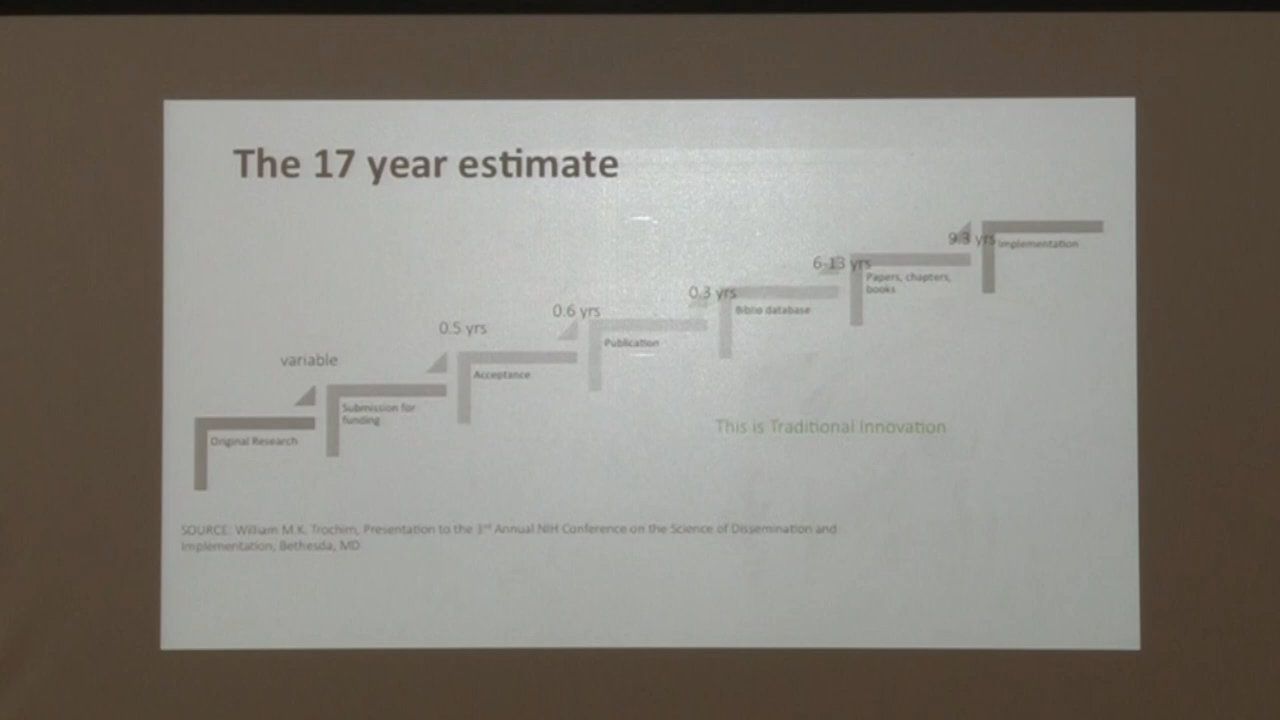 The 17 year estimate
9.3 yrs
Implementation
6-13 yrs
Papers, chapters,
books
0.3 yrs
Biblio database
0.6 yrs
Publication
0.5 yrs
Acceptance
variable
Submission for
funding
Original Research
This is Traditional Innovation
SOURCE: William M.K. Trochim, Presentation to the 3rd Annual NIH Conference on the Science of Dissemination and
Implementation, Bethesda, MD